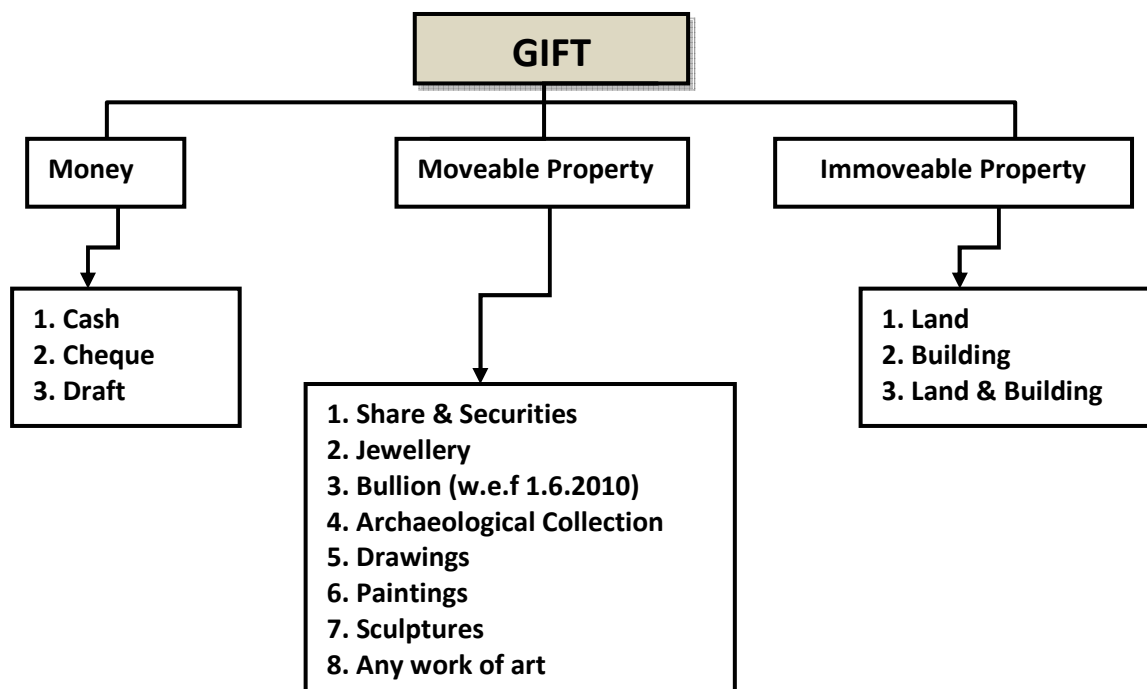 GIFT
Money
Moveable Property
Immoveable Property
1. Cash
2. Cheque
3. Draft
1. Share & Securities
2. Jewellery
3. Bullion (w.e.f 1.6.2010)
4. Archaeological Collection
5. Drawings
6. Paintings
7. Sculptures
8. Any work of art
1. Land
2. Building
3. Land & Building